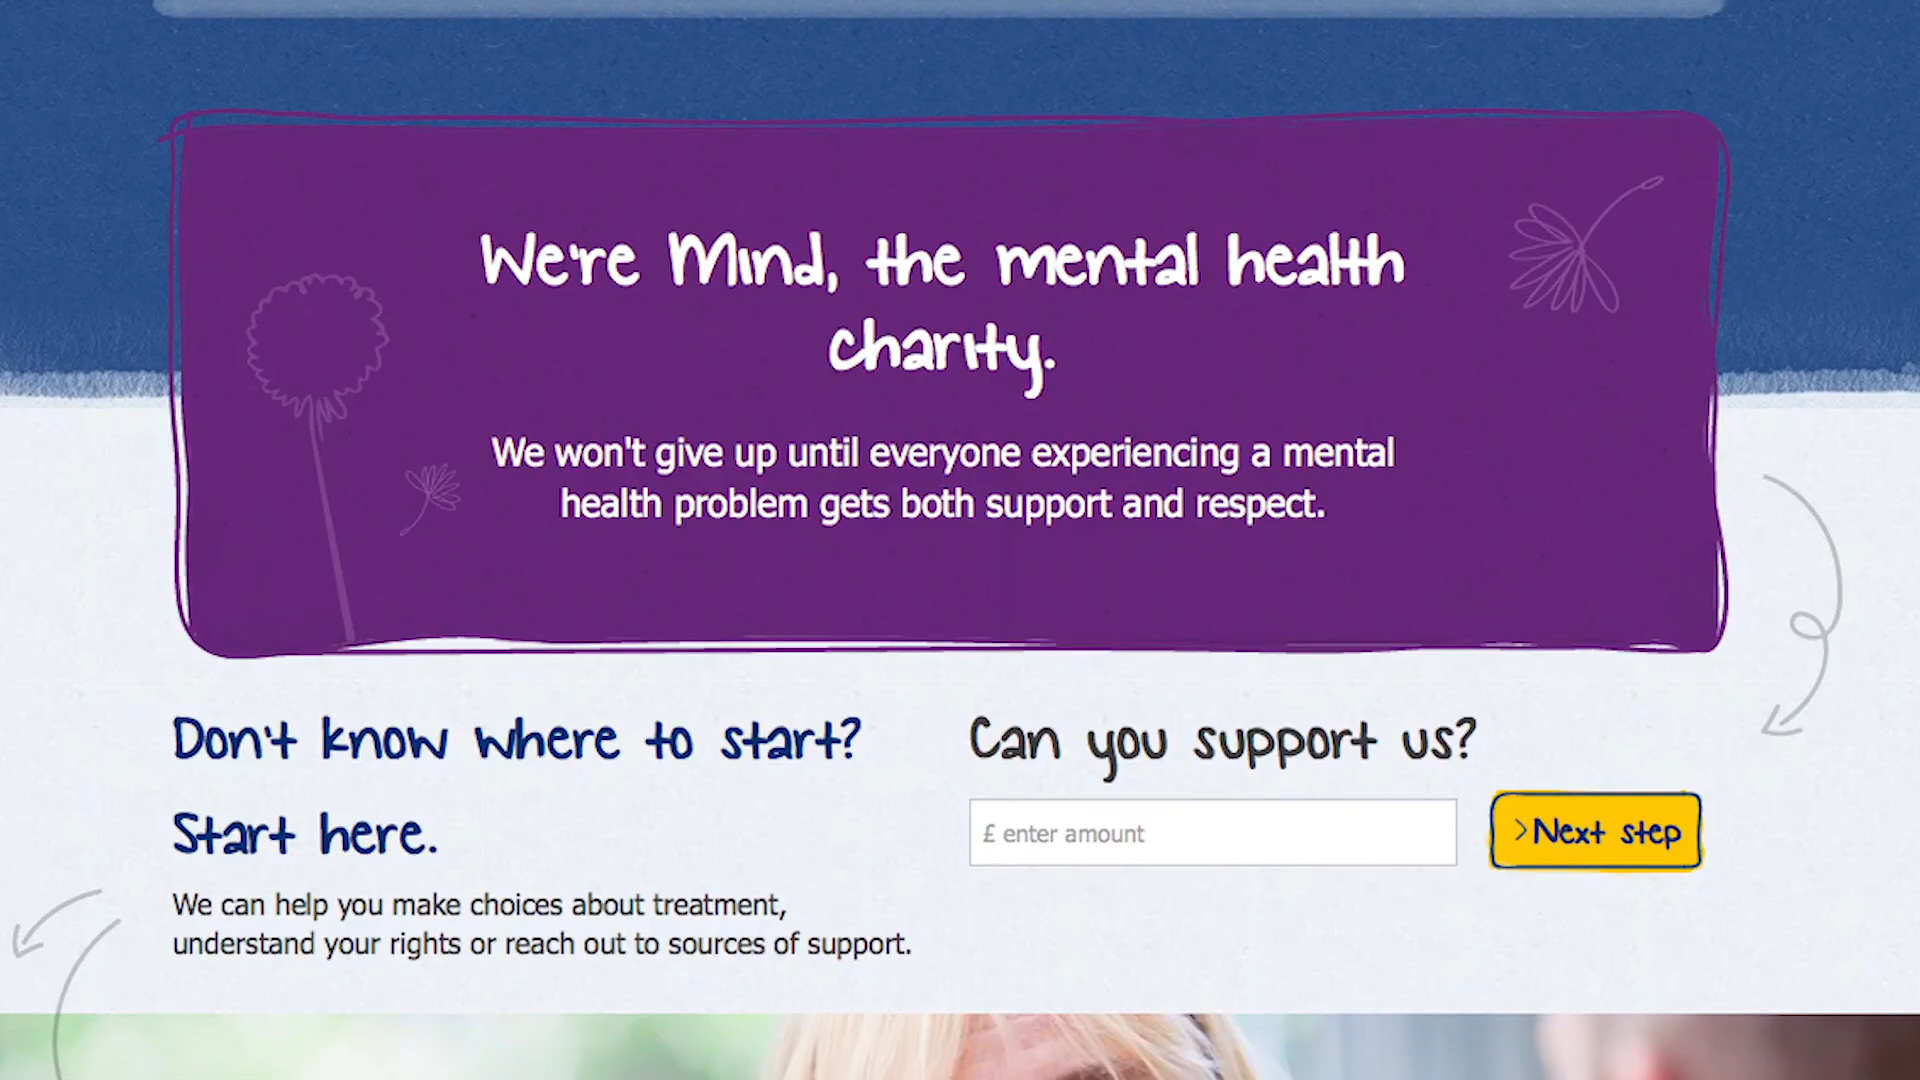 We're Mind, the mental health
charity.
We won't give up until everyone experiencing a mental
health problem gets both support and respect.
Don't know where to start?
Start here.
We can help you make choices about treatment,
understand your rights or reach out to sources of support.
Can you support us?
£ enter amount
>Next step